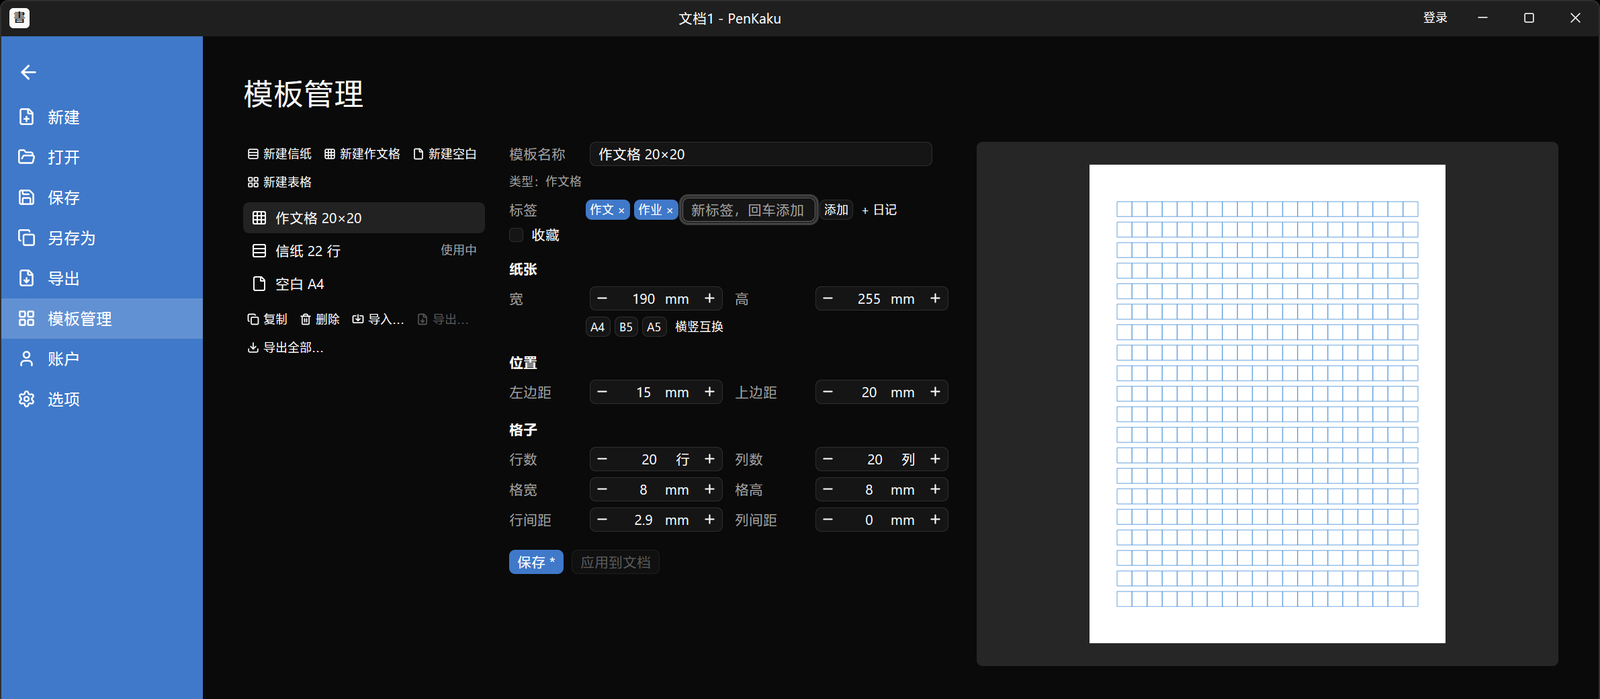 書
文档1 - PenKaku
登录
新建
打开
保存
另存为
导出
模板管理
账户
选项
模板管理
新建信纸 新建作文格 新建空白
新建表格
作文格 20×20
信纸 22 行 使用中
空白 A4
复制 删除 导入... 导出...
导出全部...
模板名称 作文格 20×20
类型：作文格
标签 作文 × 作业 × 新标签，回车添加 添加 + 日记
收藏
纸张
宽 − 190 mm + 高 − 255 mm +
A4 B5 A5 横竖互换
位置
左边距 − 15 mm + 上边距 − 20 mm +
格子
行数 − 20 行 + 列数 − 20 列 +
格宽 − 8 mm + 格高 − 8 mm +
行间距 − 2.9 mm + 列间距 − 0 mm +
保存 * 应用到文档